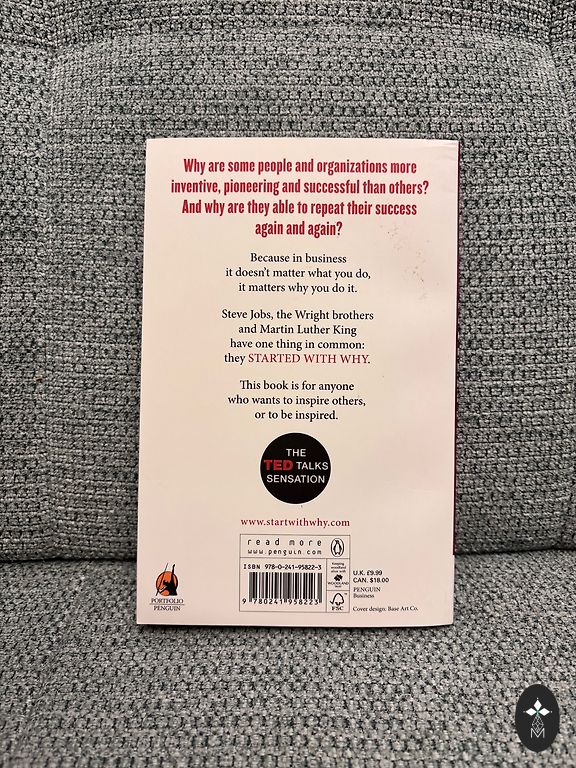 Why are some people and organizations more
inventive, pioneering and successful than others?
And why are they able to repeat their success
again and again?
Because in business
it doesn't matter what you do,
it matters why you do it.
Steve Jobs, the Wright brothers
and Martin Luther King
have one thing in common:
they STARTED WITH WHY.
This book is for anyone
who wants to inspire others,
or to be inspired.
THE
TED TALKS
SENSATION
www.startwithwhy.com
read more
www.penguin.com
ISBN 978-0-241-95822-3
9 780241 958223
Keeping
woodland
alive with
WOODLAND
FSC
U.K. £9.99
CAN. $18.00
PENGUIN
Business
Cover design: Base Art Co.
PORTFOLIO
PENGUIN
M